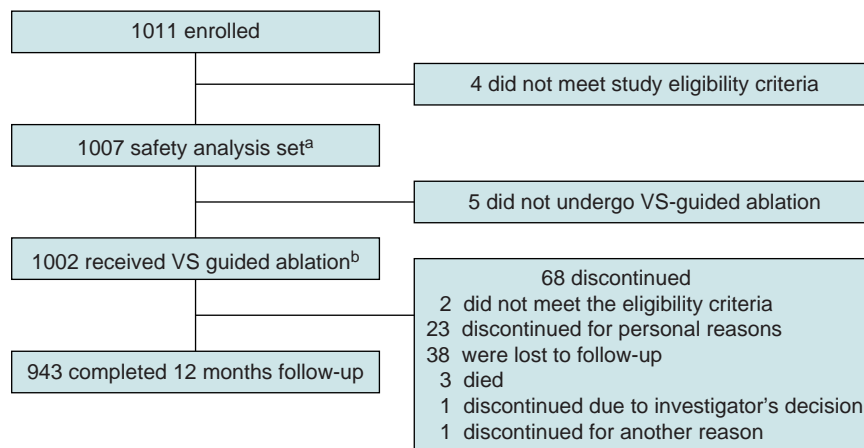 1011 enrolled
4 did not meet study eligibility criteria
1007 safety analysis setᵃ
5 did not undergo VS-guided ablation
1002 received VS guided ablationᵇ
68 discontinued
2 did not meet the eligibility criteria
23 discontinued for personal reasons
38 were lost to follow-up
3 died
1 discontinued due to investigator's decision
1 discontinued for another reason
943 completed 12 months follow-up